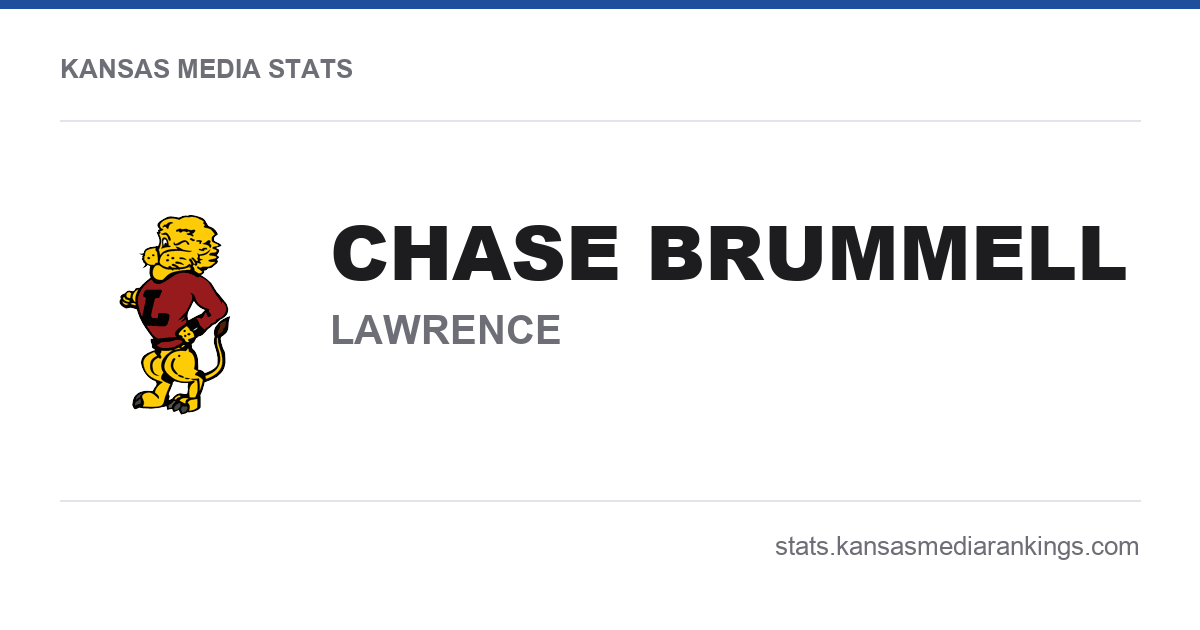 KANSAS MEDIA STATS
L
CHASE BRUMMELL
LAWRENCE
stats.kansasmediarankings.com